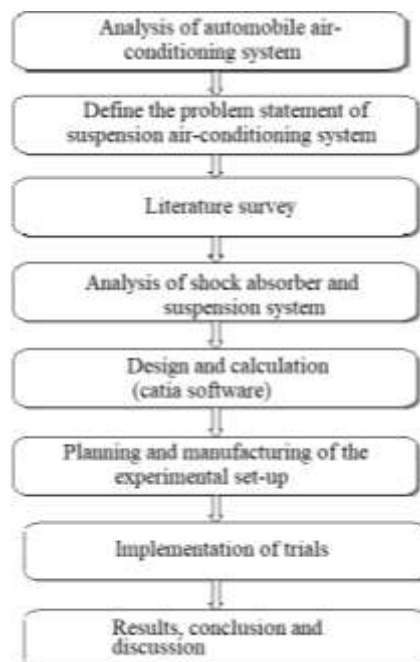 Analysis of automobile air-
conditioning system
Define the problem statement of
suspension air-conditioning system
Literature survey
Analysis of shock absorber and
suspension system
Design and calculation
(catia software)
Planning and manufacturing of the
experimental set-up
Implementation of trials
Results, conclusion and
discussion